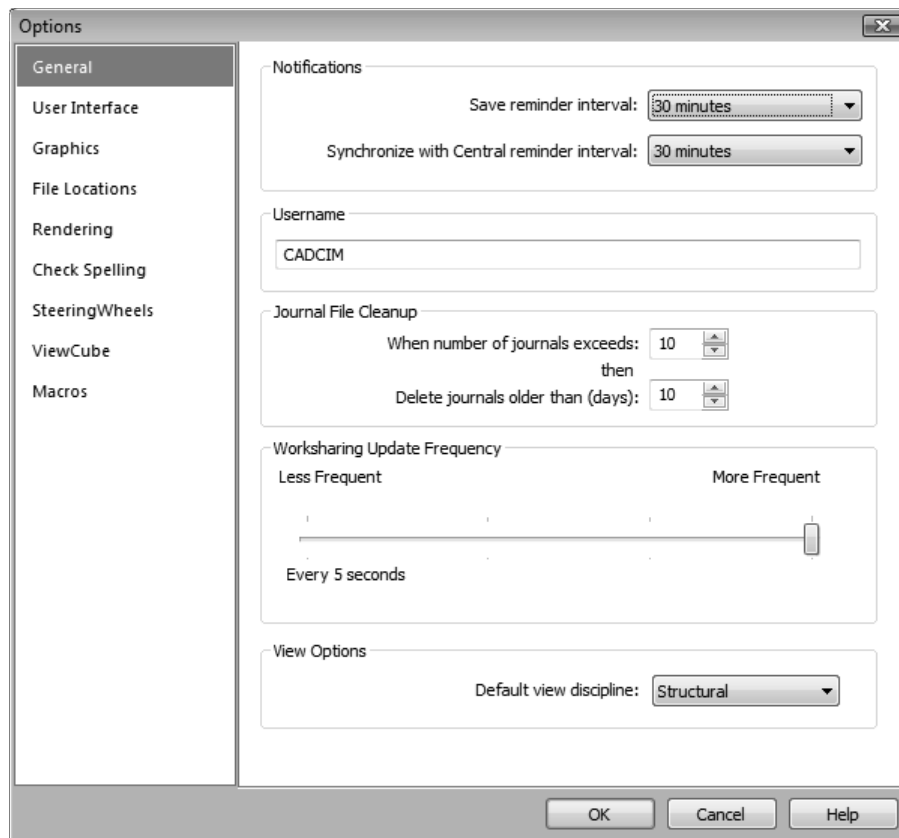 Options
General
User Interface
Graphics
File Locations
Rendering
Check Spelling
SteeringWheels
ViewCube
Macros
Notifications
Save reminder interval: 30 minutes
Synchronize with Central reminder interval: 30 minutes
Username
CADCIM
Journal File Cleanup
When number of journals exceeds: 10
then
Delete journals older than (days): 10
Worksharing Update Frequency
Less Frequent More Frequent
Every 5 seconds
View Options
Default view discipline: Structural
OK Cancel Help